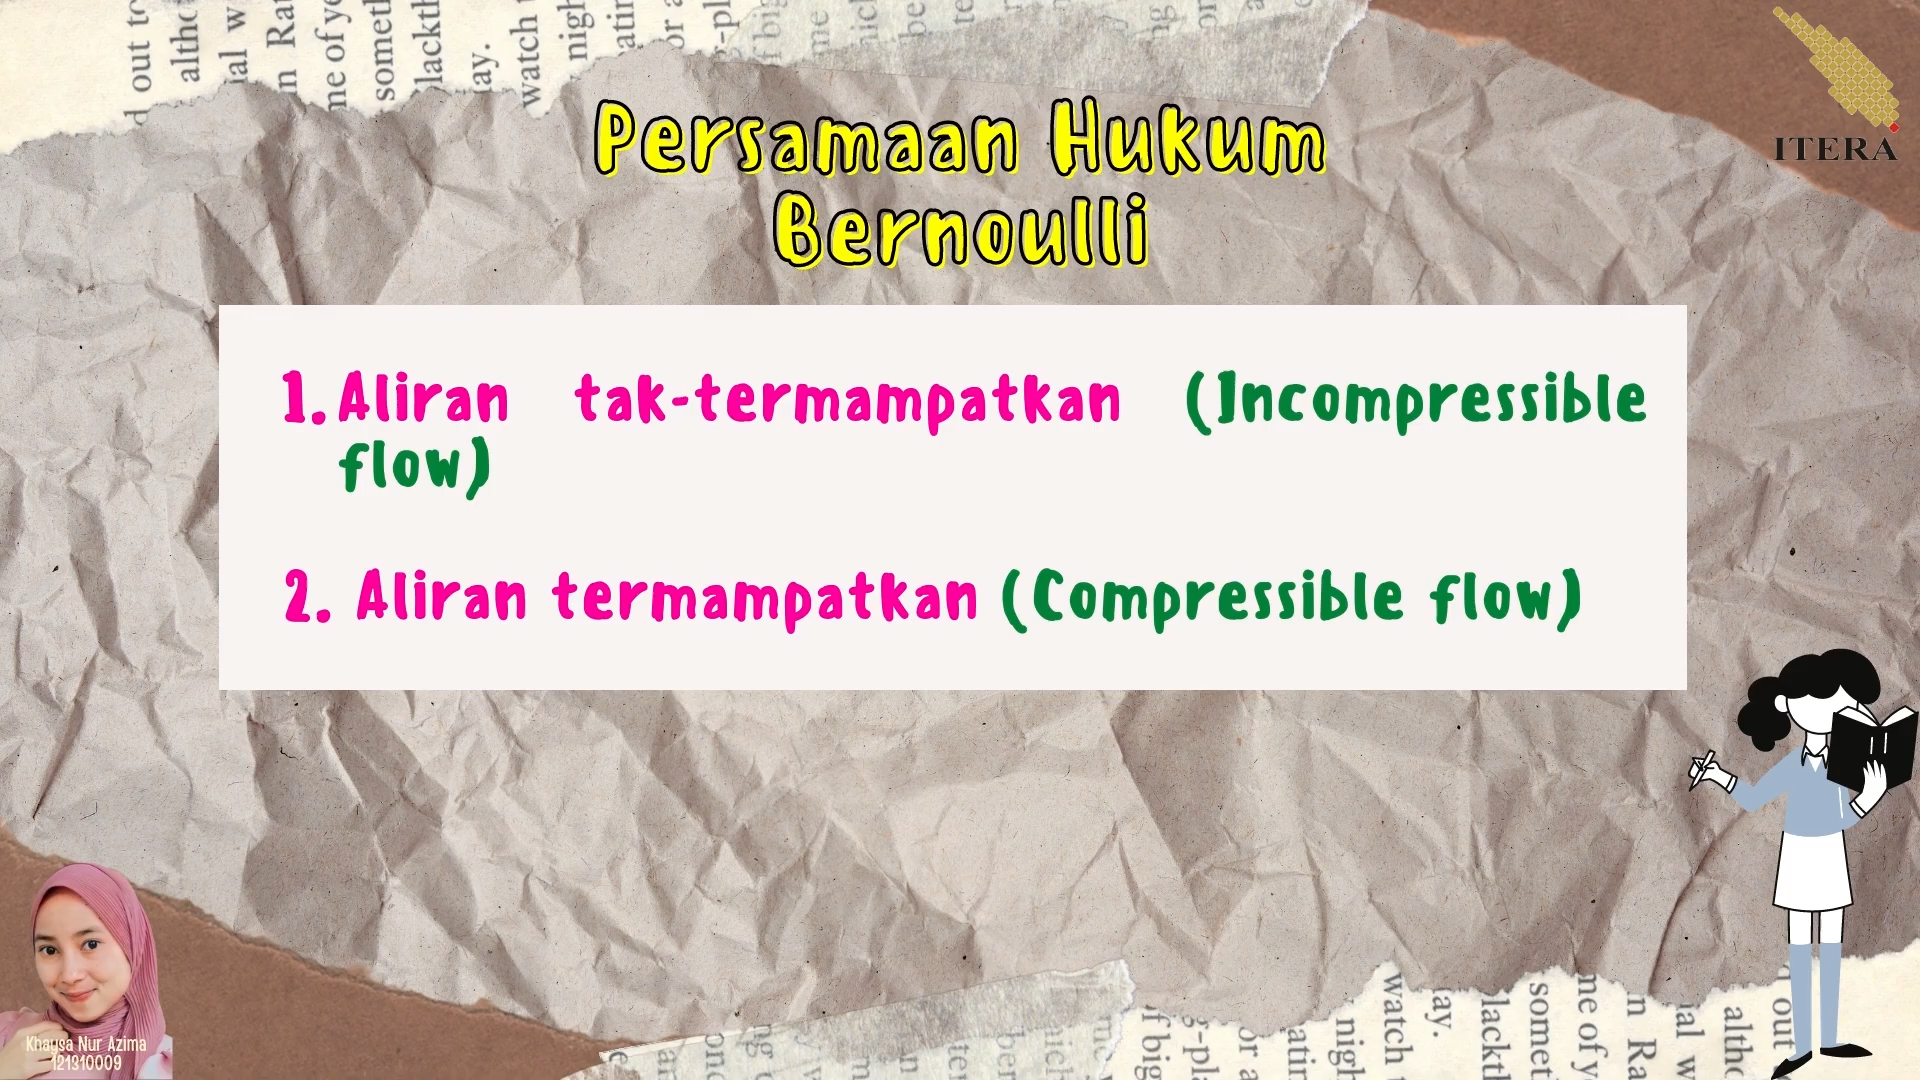 Persamaan Hukum
Bernoulli
ITERA
1. Aliran tak-termampatkan (Incompressible
flow)
2. Aliran termampatkan (Compressible flow)
Khaysa Nur Azima
121310009